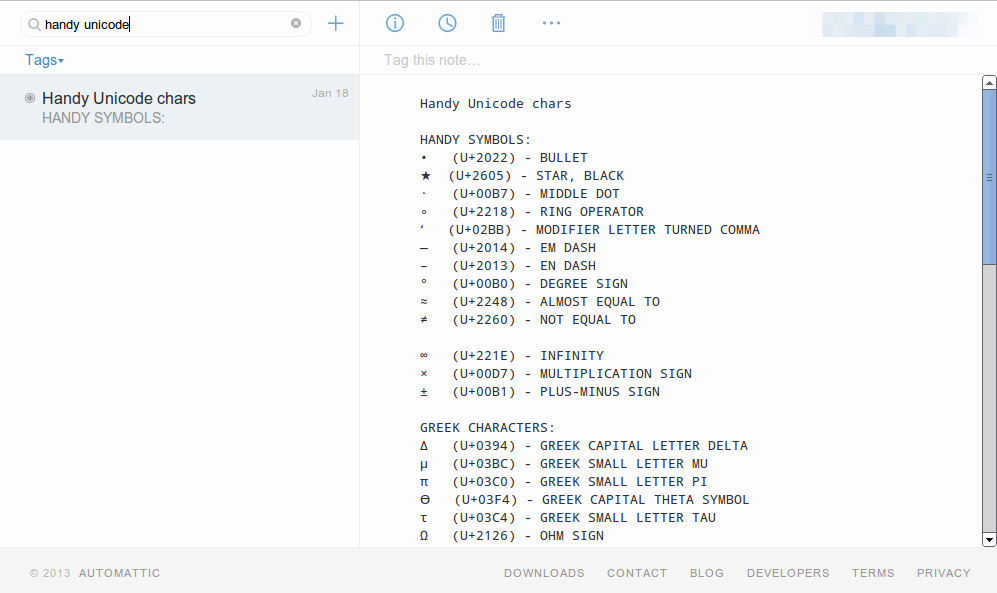 handy unicode
Tags
Tag this note...
Handy Unicode chars
Jan 18
HANDY SYMBOLS:
Handy Unicode chars
HANDY SYMBOLS:
• (U+2022) - BULLET
★ (U+2605) - STAR, BLACK
· (U+00B7) - MIDDLE DOT
∘ (U+2218) - RING OPERATOR
ʻ (U+02BB) - MODIFIER LETTER TURNED COMMA
— (U+2014) - EM DASH
– (U+2013) - EN DASH
° (U+00B0) - DEGREE SIGN
≈ (U+2248) - ALMOST EQUAL TO
≠ (U+2260) - NOT EQUAL TO
∞ (U+221E) - INFINITY
× (U+00D7) - MULTIPLICATION SIGN
± (U+00B1) - PLUS-MINUS SIGN
GREEK CHARACTERS:
Δ (U+0394) - GREEK CAPITAL LETTER DELTA
μ (U+03BC) - GREEK SMALL LETTER MU
π (U+03C0) - GREEK SMALL LETTER PI
ϴ (U+03F4) - GREEK CAPITAL THETA SYMBOL
τ (U+03C4) - GREEK SMALL LETTER TAU
Ω (U+2126) - OHM SIGN
© 2013 AUTOMATTIC
DOWNLOADS CONTACT BLOG DEVELOPERS TERMS PRIVACY